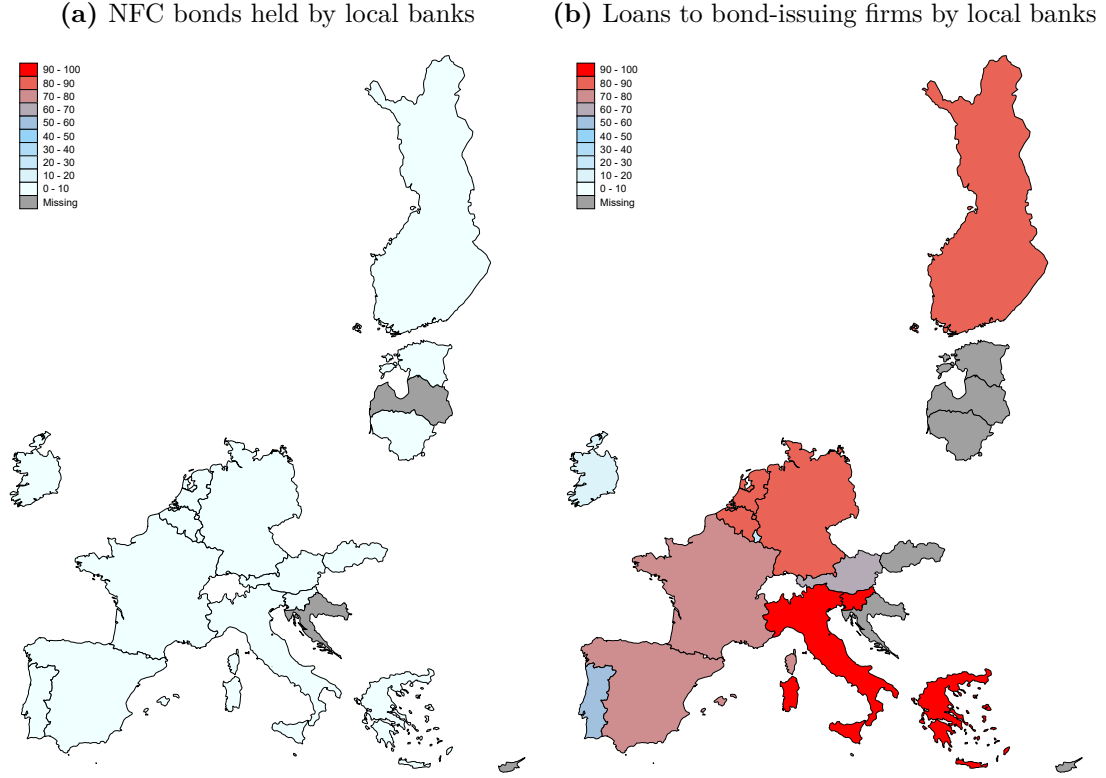 (a) NFC bonds held by local banks
90 - 100
80 - 90
70 - 80
60 - 70
50 - 60
40 - 50
30 - 40
20 - 30
10 - 20
0 - 10
Missing
(b) Loans to bond-issuing firms by local banks
90 - 100
80 - 90
70 - 80
60 - 70
50 - 60
40 - 50
30 - 40
20 - 30
10 - 20
0 - 10
Missing